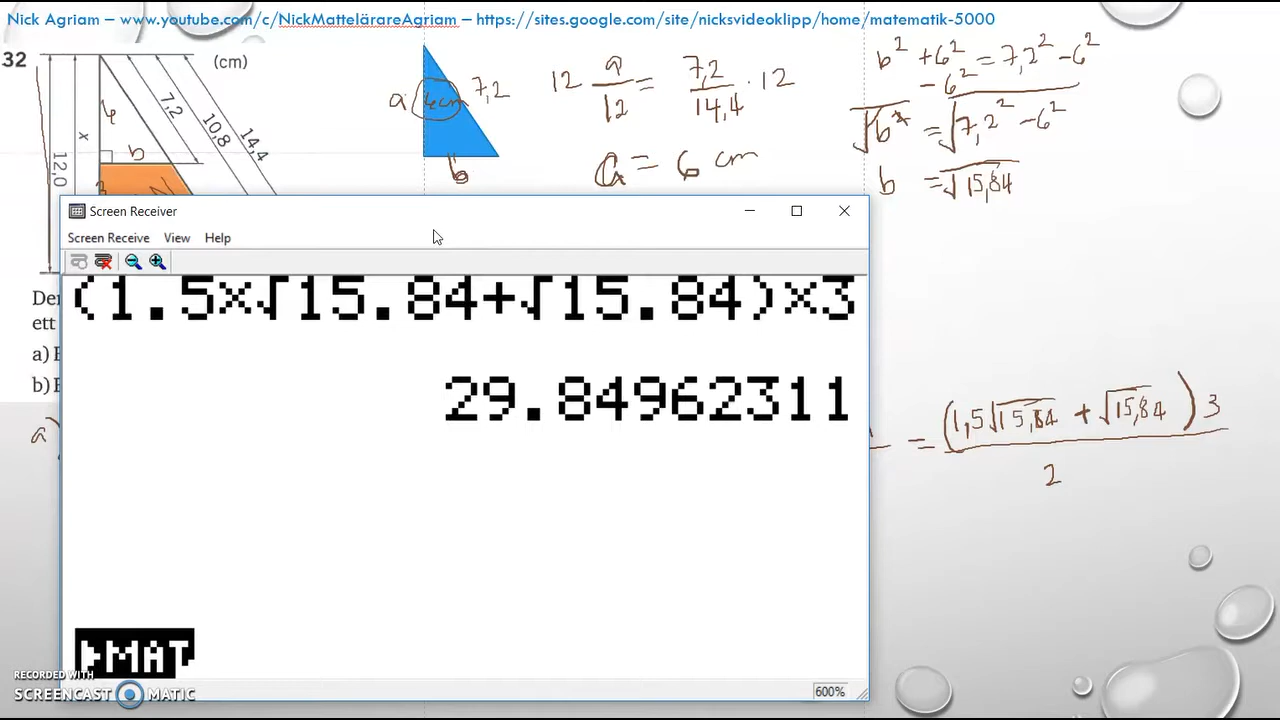 Nick Agriam – www.youtube.com/c/NickMattelärareAgriam – https://sites.google.com/site/nicksvideoklipp/home/matematik-5000
32
(cm)
7,2
10,8
14,4
x
12,0
b
a 6cm 7,2
b
12 a/12 = 7,2/14,4 · 12
a = 6 cm
b² + 6² = 7,2² - 6²
- 6²
√b² = √7,2² - 6²
b = √15,84
Screen Receiver
Screen Receive View Help
(1.5×√15.84+√15.84)×3
29.84962311
▶MAT
600%
De
ett
a)
b)
a)
= (1,5√15,84 + √15,84) 3
2
RECORDED WITH
SCREENCAST MATIC